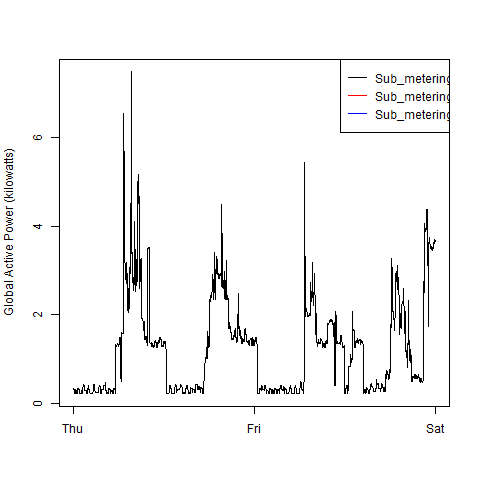 Sub_metering
Sub_metering
Sub_metering
Global Active Power (kilowatts)
6
4
2
0
Thu Fri Sat